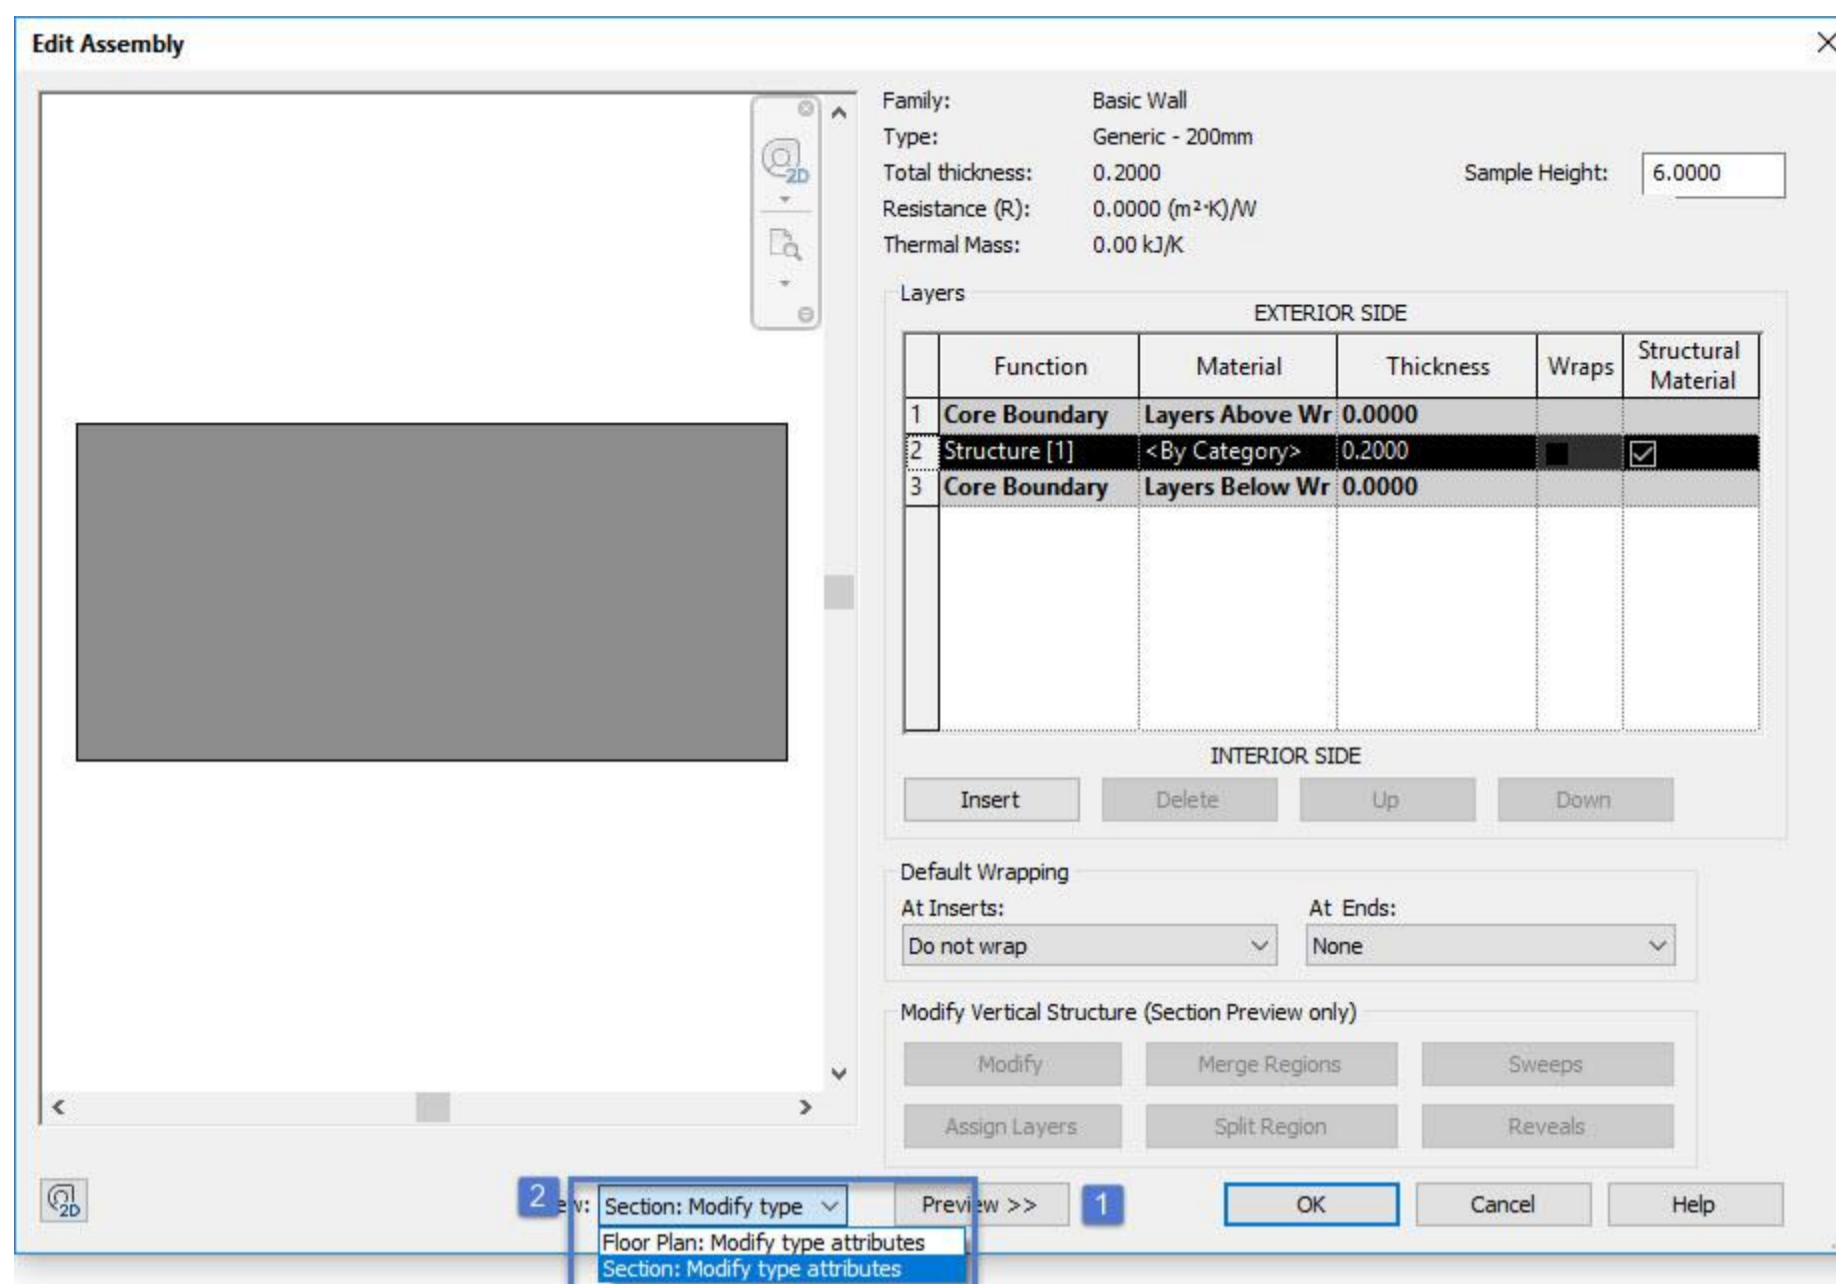 Edit Assembly
2D
Family: Basic Wall
Type: Generic - 200mm
Total thickness: 0.2000 Sample Height: 6.0000
Resistance (R): 0.0000 (m²·K)/W
Thermal Mass: 0.00 kJ/K
Layers
EXTERIOR SIDE
Function Material Thickness Wraps Structural Material
1 Core Boundary Layers Above Wr 0.0000
2 Structure [1] <By Category> 0.2000
3 Core Boundary Layers Below Wr 0.0000
INTERIOR SIDE
Insert Delete Up Down
Default Wrapping
At Inserts: At Ends:
Do not wrap None
Modify Vertical Structure (Section Preview only)
Modify Merge Regions Sweeps
Assign Layers Split Region Reveals
2D 2 ew: Section: Modify type Preview >> 1 OK Cancel Help
Floor Plan: Modify type attributes
Section: Modify type attributes